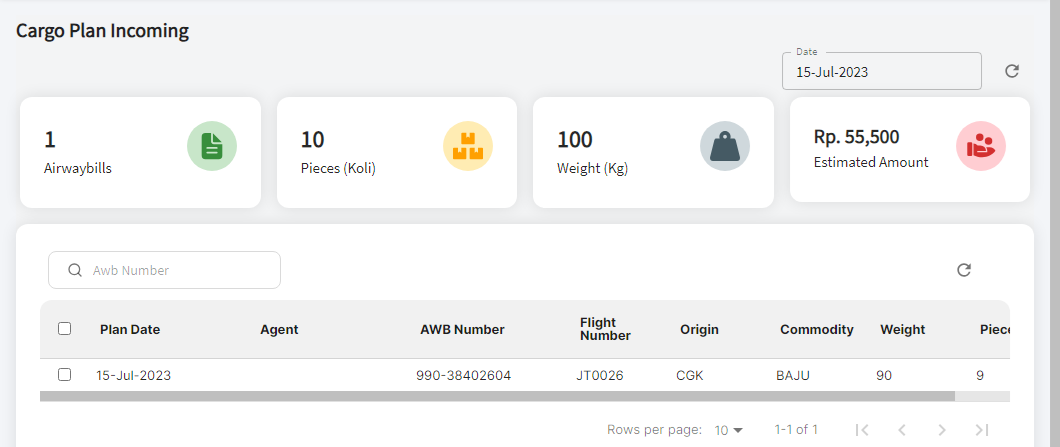 Cargo Plan Incoming
Date
15-Jul-2023
1
Airwaybills
10
Pieces (Koli)
100
Weight (Kg)
Rp. 55,500
Estimated Amount
Awb Number
Plan Date Agent AWB Number Flight Number Origin Commodity Weight
15-Jul-2023 990-38402604 JT0026 CGK BAJU 90 9
Rows per page: 10 1-1 of 1